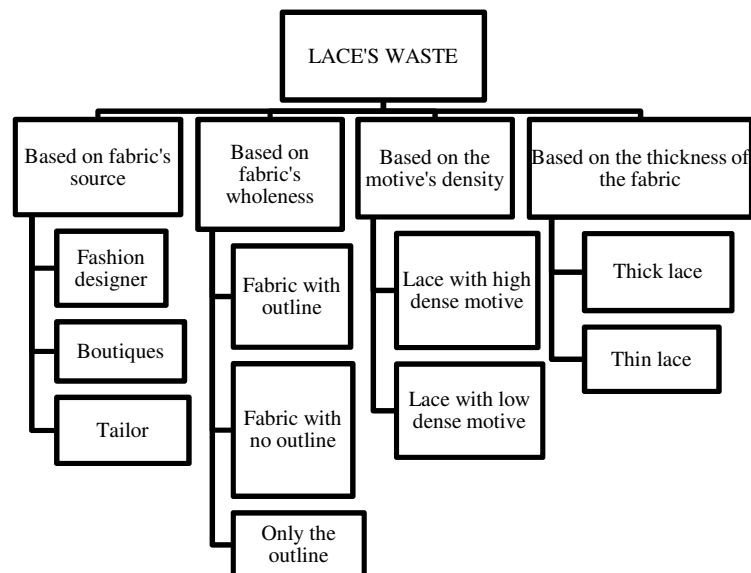 LACE'S WASTE
Based on fabric's
source
Fashion
designer
Boutiques
Tailor
Based on
fabric's
wholeness
Fabric with
outline
Fabric with
no outline
Only the
outline
Based on the
motive's density
Lace with high
dense motive
Lace with low
dense motive
Based on the thickness of
the fabric
Thick lace
Thin lace